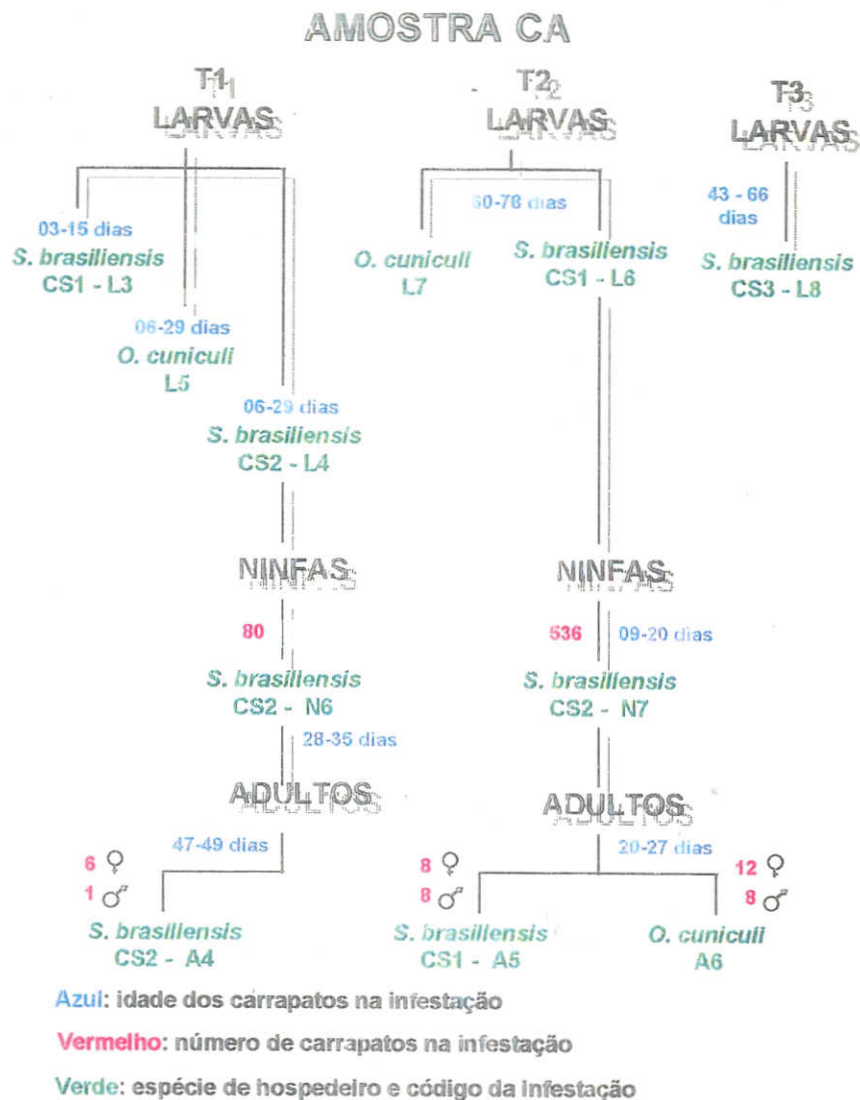 AMOSTRA CA
T1
LARVAS
03-15 dias
S. brasiliensis
CS1 - L3
06-29 dias
O. cuniculi
L5
06-29 dias
S. brasiliensis
CS2 - L4
NINFAS
80
S. brasiliensis
CS2 - N6
28-35 dias
ADULTOS
47-49 dias
6 ♀
1 ♂
S. brasiliensis
CS2 - A4
T2
LARVAS
60-78 dias
O. cuniculi
L7
S. brasiliensis
CS1 - L6
NINFAS
536
09-20 dias
S. brasiliensis
CS2 - N7
ADULTOS
20-27 dias
8 ♀
8 ♂
S. brasiliensis
CS1 - A5
12 ♀
8 ♂
O. cuniculi
A6
T3
LARVAS
43 - 66
dias
S. brasiliensis
CS3 - L8
Azul: idade dos carrapatos na infestação
Vermelho: número de carrapatos na infestação
Verde: espécie de hospedeiro e código da infestação